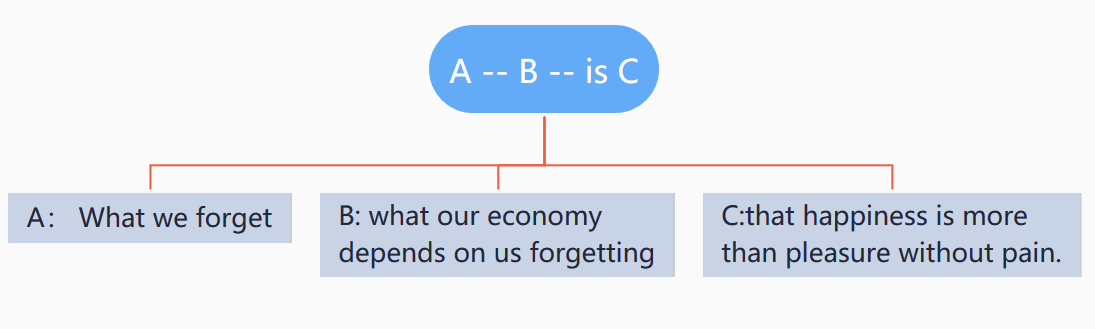 A -- B -- is C
A： What we forget
B: what our economy
depends on us forgetting
C:that happiness is more
than pleasure without pain.